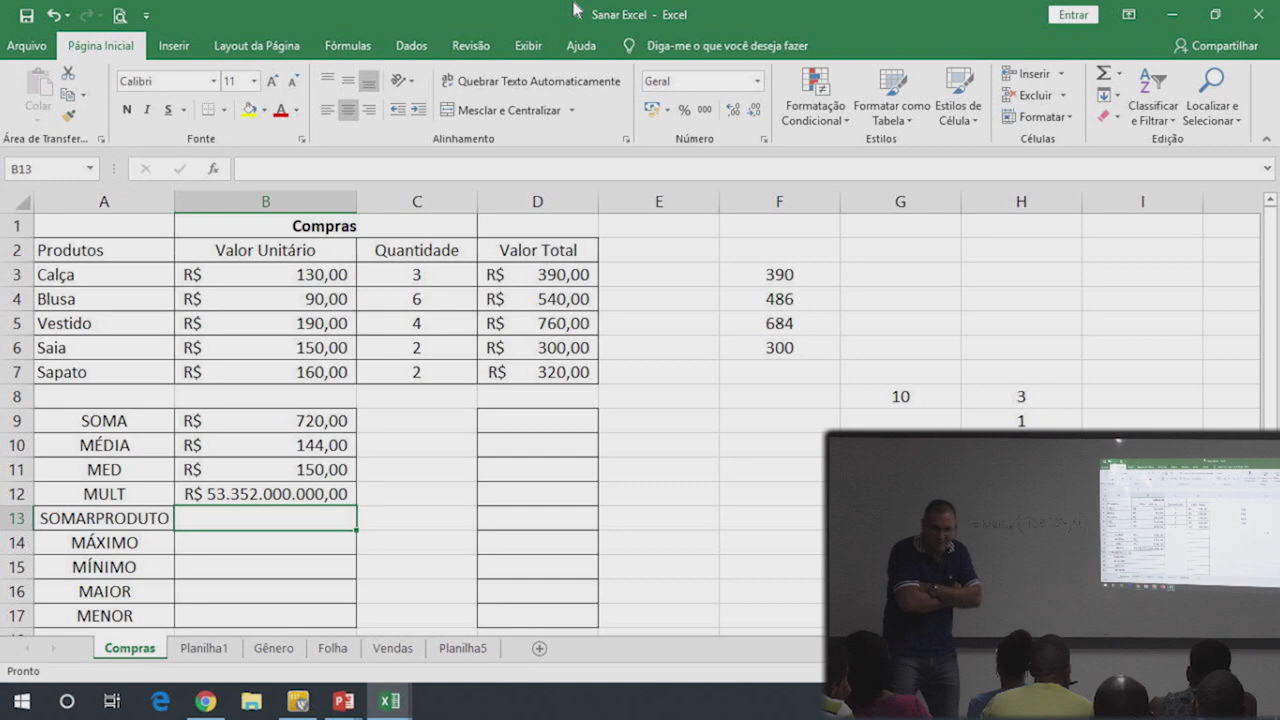 Sanar Excel - Excel
Entrar
Arquivo Página Inicial Inserir Layout da Página Fórmulas Dados Revisão Exibir Ajuda Diga-me o que você deseja fazer Compartilhar
Calibri 11 Quebrar Texto Automaticamente Geral Inserir
Colar N I S A Mesclar e Centralizar % 000 Formatação Condicional Formatar como Tabela Estilos de Célula Excluir Formatar Classificar e Filtrar Localizar e Selecionar
Área de Transfer... Fonte Alinhamento Número Estilos Células Edição
B13 fx
A B C D E F G H I
1 Compras
2 Produtos Valor Unitário Quantidade Valor Total
3 Calça R$ 130,00 3 R$ 390,00 390
4 Blusa R$ 90,00 6 R$ 540,00 486
5 Vestido R$ 190,00 4 R$ 760,00 684
6 Saia R$ 150,00 2 R$ 300,00 300
7 Sapato R$ 160,00 2 R$ 320,00
8 10 3
9 SOMA R$ 720,00 1
10 MÉDIA R$ 144,00
11 MED R$ 150,00
12 MULT R$ 53.352.000.000,00
13 SOMARPRODUTO
14 MÁXIMO
15 MÍNIMO
16 MAIOR
17 MENOR
Compras Planilha1 Gênero Folha Vendas Planilha5
Pronto